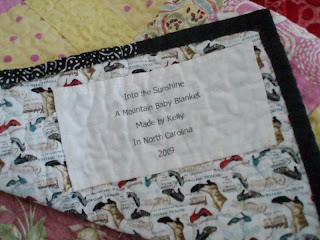 Into the Sunshine
A Mountain Baby Blanket
Made by Kelly
In North Carolina
2009